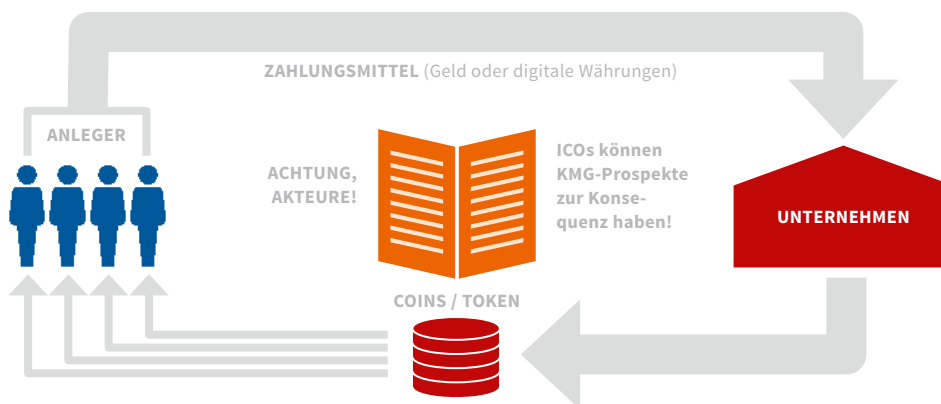 ZAHLUNGSMITTEL (Geld oder digitale Währungen)
ANLEGER
ACHTUNG,
AKTEURE!
ICOs können
KMG-Prospekte
zur Konse-
quenz haben!
UNTERNEHMEN
COINS / TOKEN